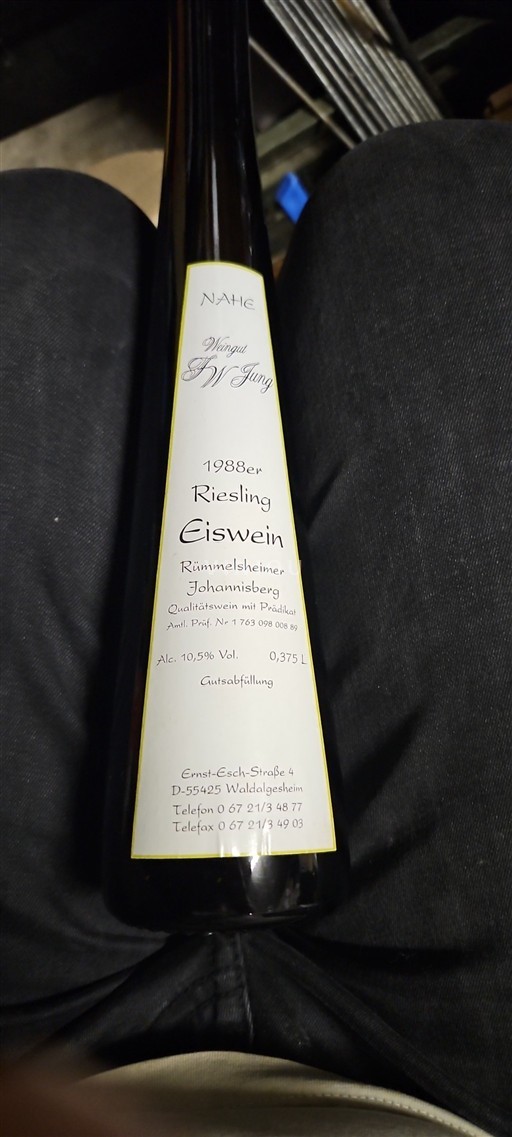 NAHE
Weingut
FW Jung
1988er
Riesling
Eiswein
Rümmelsheimer
Johannisberg
Qualitätswein mit Prädikat
Amtl. Prüf. Nr 1 763 098 008 89
Alc. 10,5% Vol. 0,375 L
Gutsabfüllung
Ernst-Esch-Straße 4
D-55425 Waldalgesheim
Telefon 0 67 21/3 48 77
Telefax 0 67 21/3 49 03